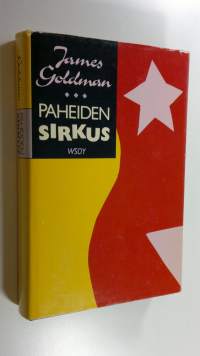 James
Goldman
PAHEIDEN
SIRKUS
WSOY